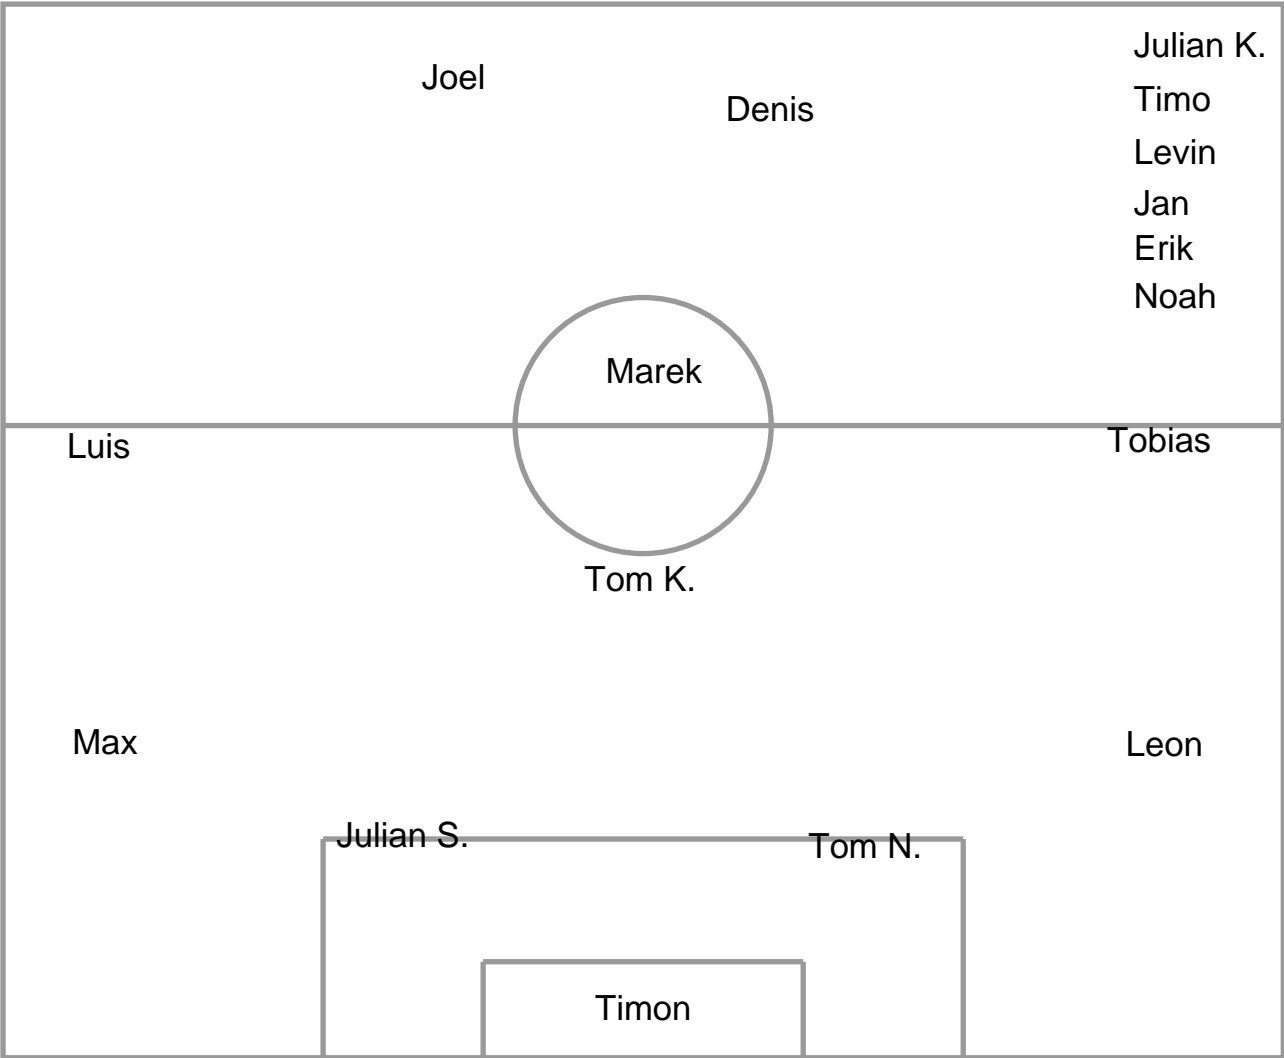 Julian K.
Joel
Timo
Denis
Levin
Jan
Erik
Noah
Marek
Luis
Tobias
Tom K.
Max
Leon
Julian S.
Tom N.
Timon